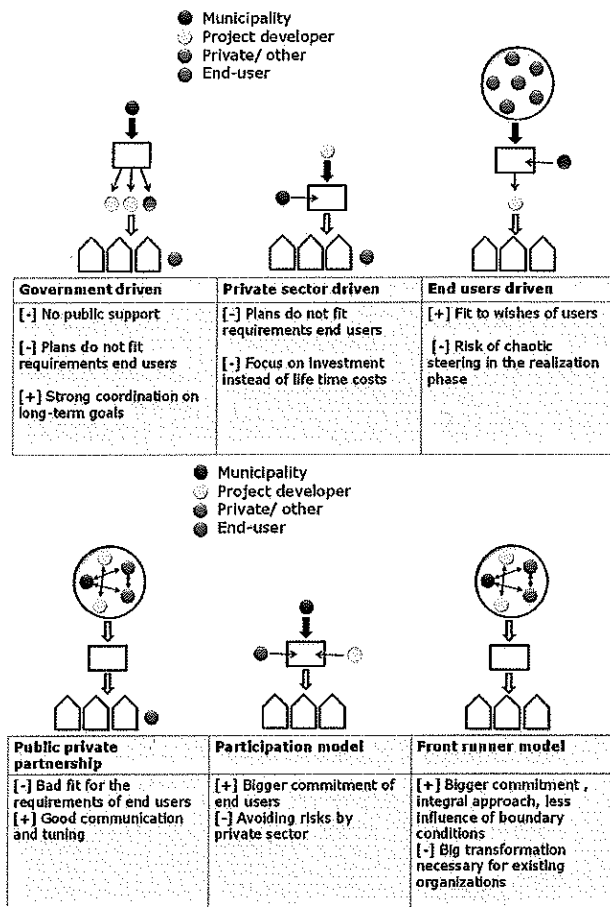 Municipality
Project developer
Private/ other
End-user
Government driven
[-] No public support
[-] Plans do not fit
requirements end users
[+] Strong coordination on
long-term goals
Private sector driven
[-] Plans do not fit
requirements end users
[-] Focus on investment
instead of life time costs
End users driven
[+] Fit to wishes of users
[-] Risk of chaotic
steering in the realization
phase
Municipality
Project developer
Private/ other
End-user
Public private
partnership
[-] Bad fit for the
requirements of end users
[+] Good communication
and tuning
Participation model
[+] Bigger commitment of
end users
[-] Avoiding risks by
private sector
Front runner model
[+] Bigger commitment ,
integral approach, less
influence of boundary
conditions
[-] Big transformation
necessary for existing
organizations